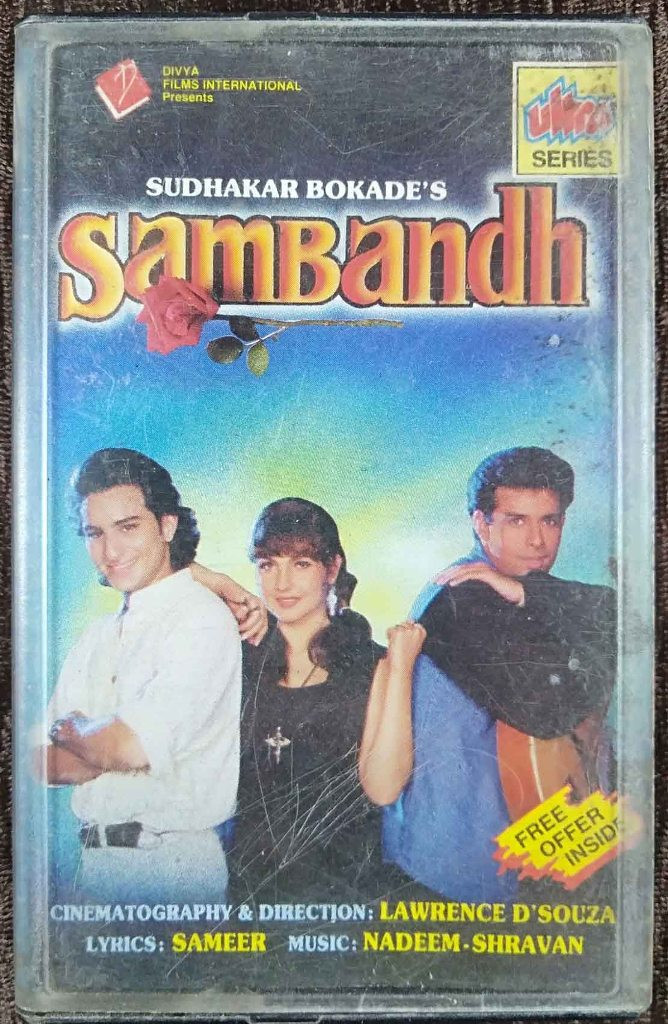 DIVYA
FILMS INTERNATIONAL
Presents
SERIES
SUDHAKAR BOKADE'S
SamBandh
FREE
OFFER
INSIDE
CINEMATOGRAPHY & DIRECTION: LAWRENCE D'SOUZA
LYRICS: SAMEER MUSIC: NADEEM-SHRAVAN